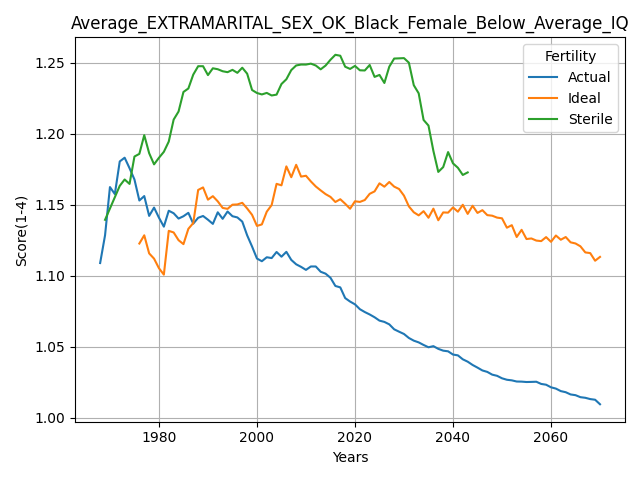 Average_EXTRAMARITAL_SEX_OK_Black_Female_Below_Average_IQ
Score(1-4)
1.25
1.20
1.15
1.10
1.05
1.00
Fertility
Actual
Ideal
Sterile
1980
2000
2020
2040
2060
Years